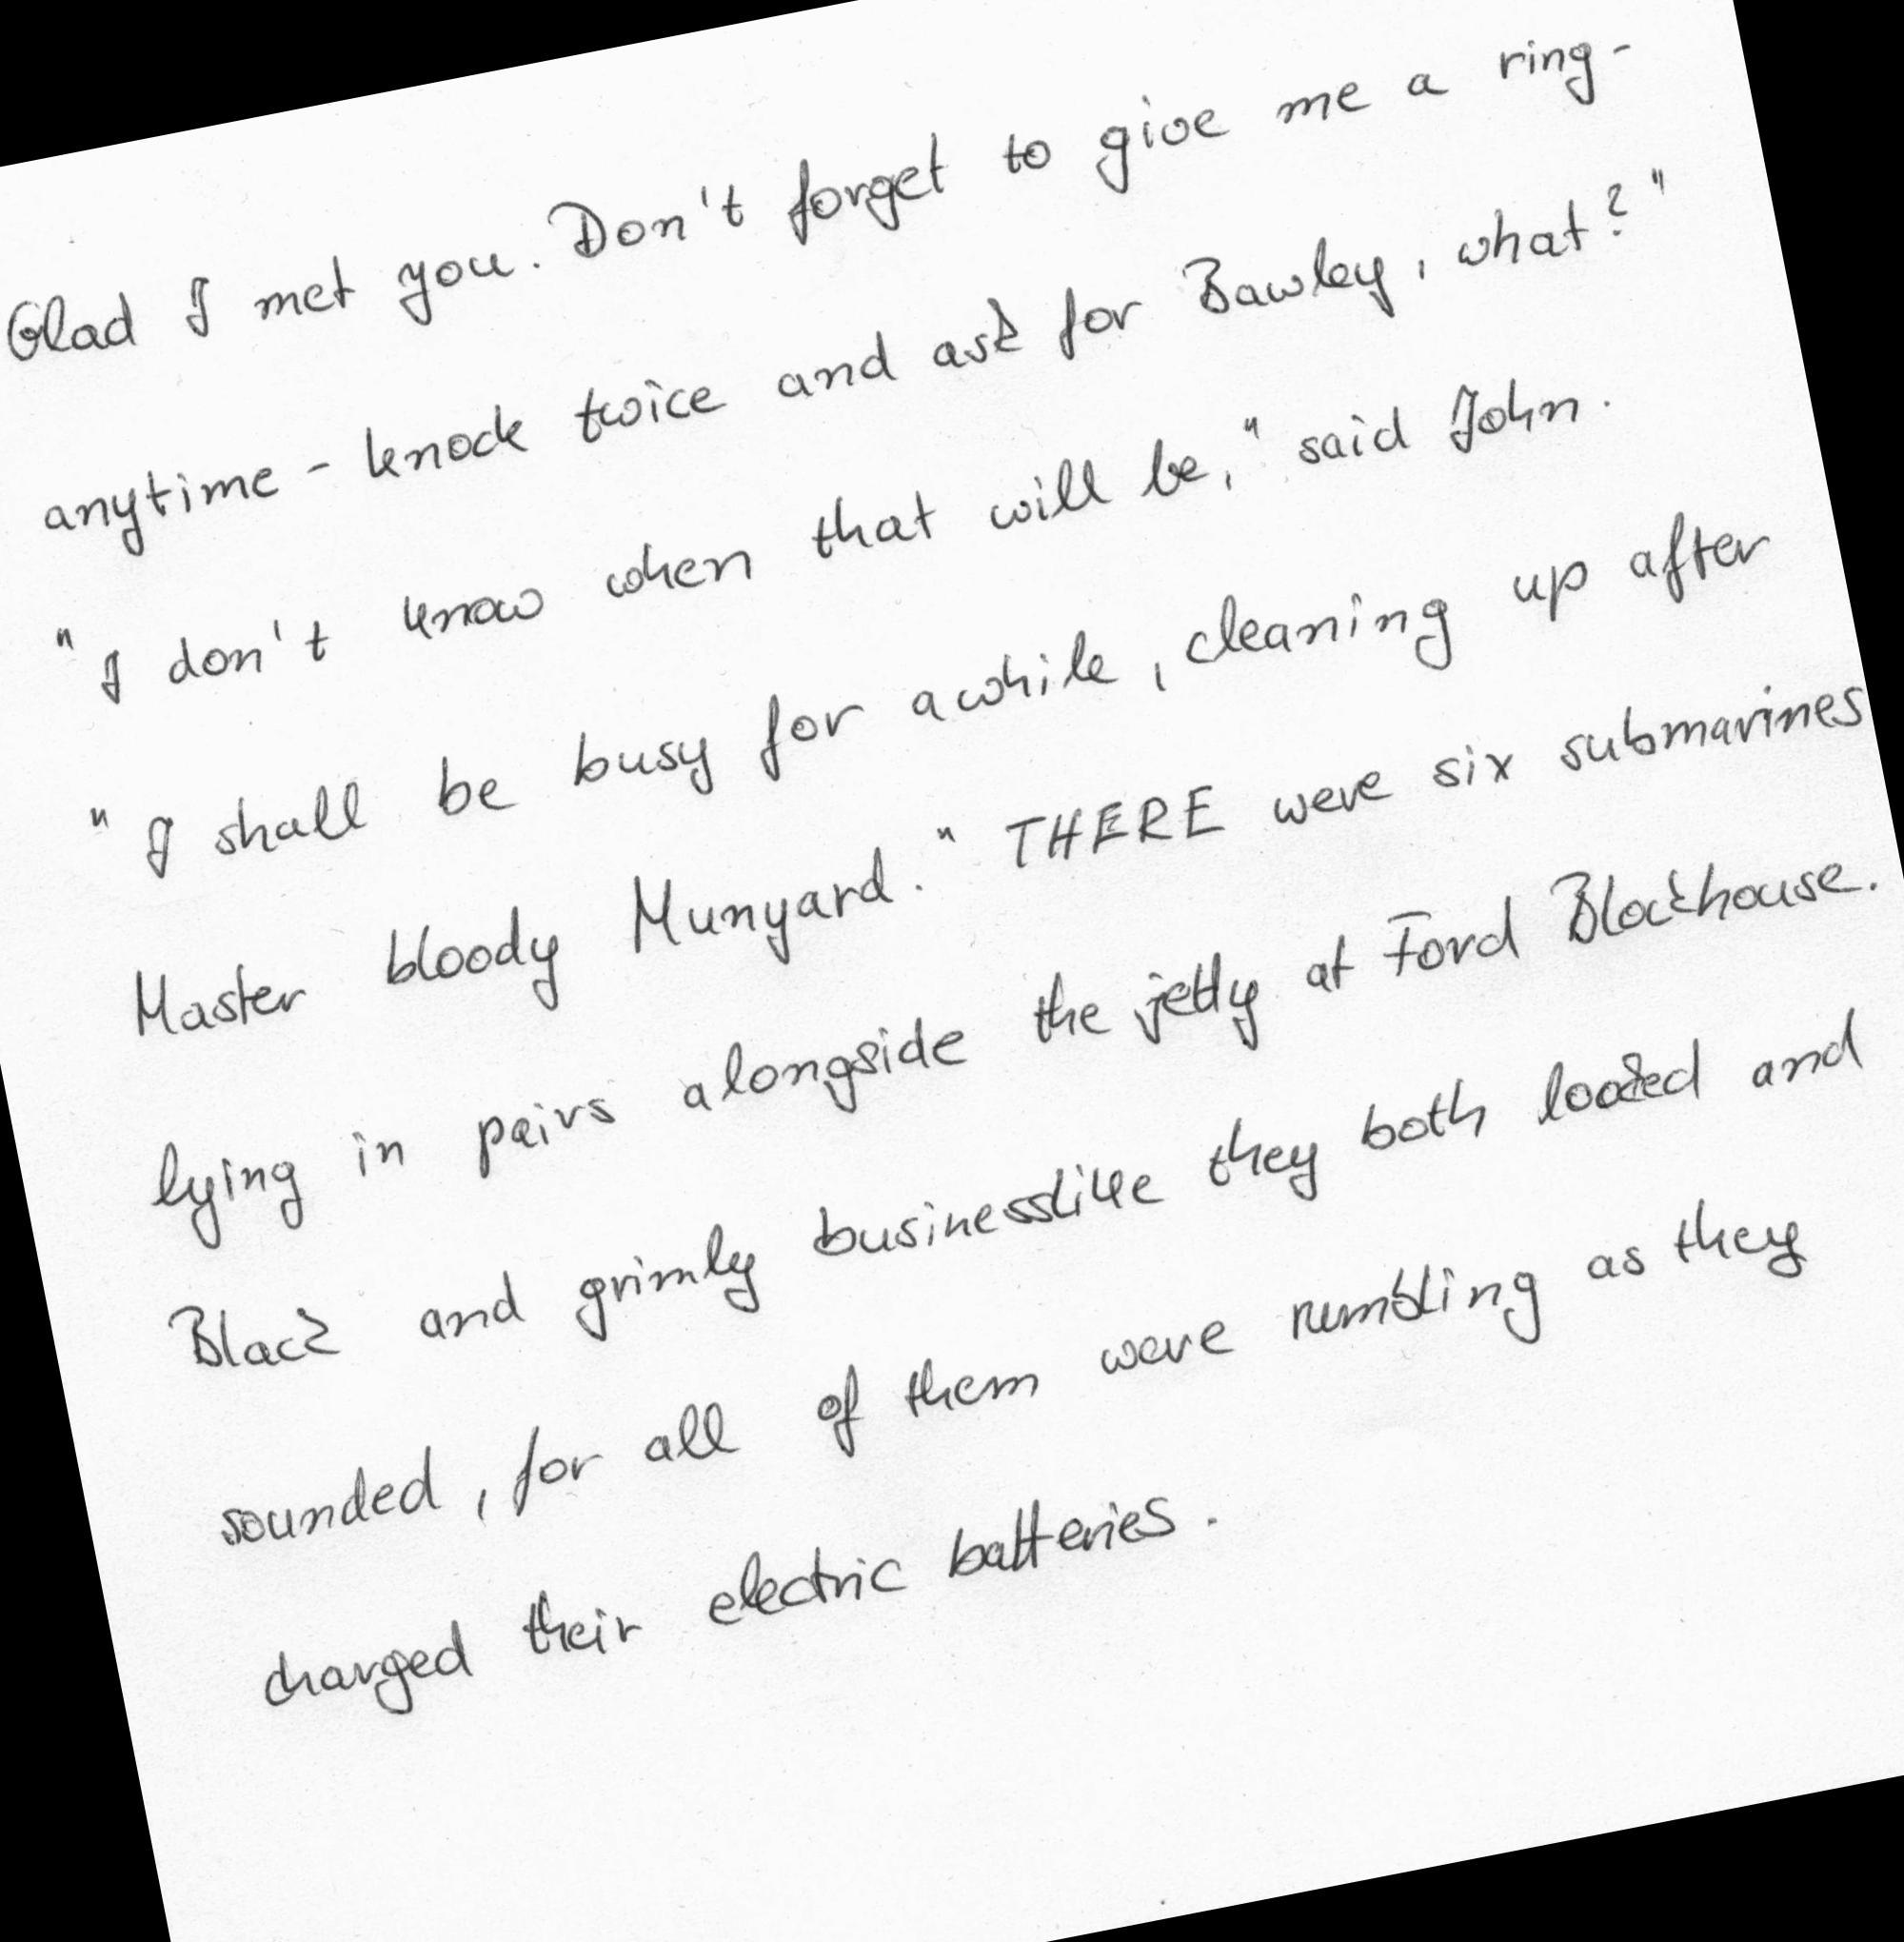 Glad I met you. Don't forget to give me a ring -
anytime - knock twice and ask for Bawley, what?"
"I don't know when that will be," said John.
"I shall be busy for awhile, cleaning up after
Master bloody Munyard." THERE were six submarines
lying in pairs alongside the jetty at Ford Blockhouse.
Black and grimly businesslike they both looked and
sounded, for all of them were rumbling as they
charged their electric batteries.